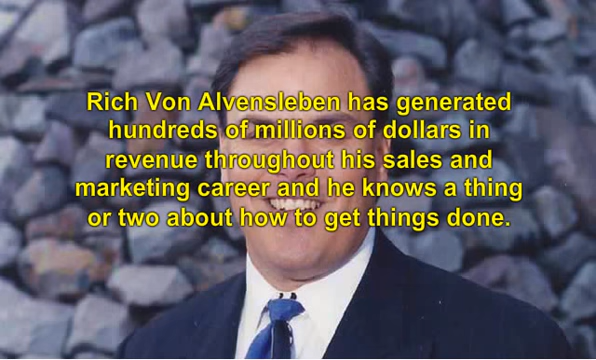 Rich Von Alvensleben has generated
hundreds of millions of dollars in
revenue throughout his sales and
marketing career and he knows a thing
or two about how to get things done.